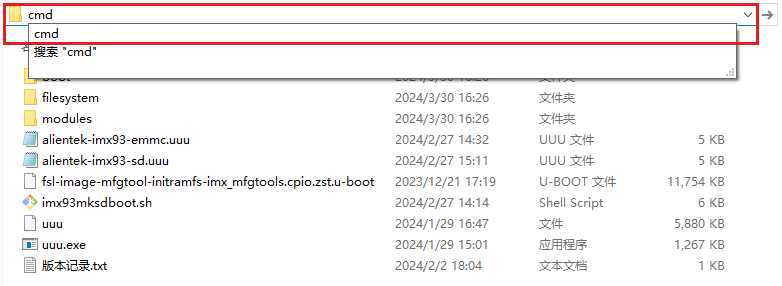 cmd
cmd
搜索 "cmd"
boot
filesystem 2024/3/30 16:26 文件夹
modules 2024/3/30 16:26 文件夹
alientek-imx93-emmc.uuu 2024/2/27 14:32 UUU 文件 5 KB
alientek-imx93-sd.uuu 2024/2/27 15:11 UUU 文件 5 KB
fsl-image-mfgtool-initramfs-imx_mfgtools.cpio.zst.u-boot 2023/12/21 17:19 U-BOOT 文件 11,754 KB
imx93mksdboot.sh 2024/2/27 14:14 Shell Script 6 KB
uuu 2024/1/29 16:47 文件 5,880 KB
uuu.exe 2024/1/29 15:01 应用程序 1,267 KB
版本记录.txt 2024/2/2 18:04 文本文档 1 KB